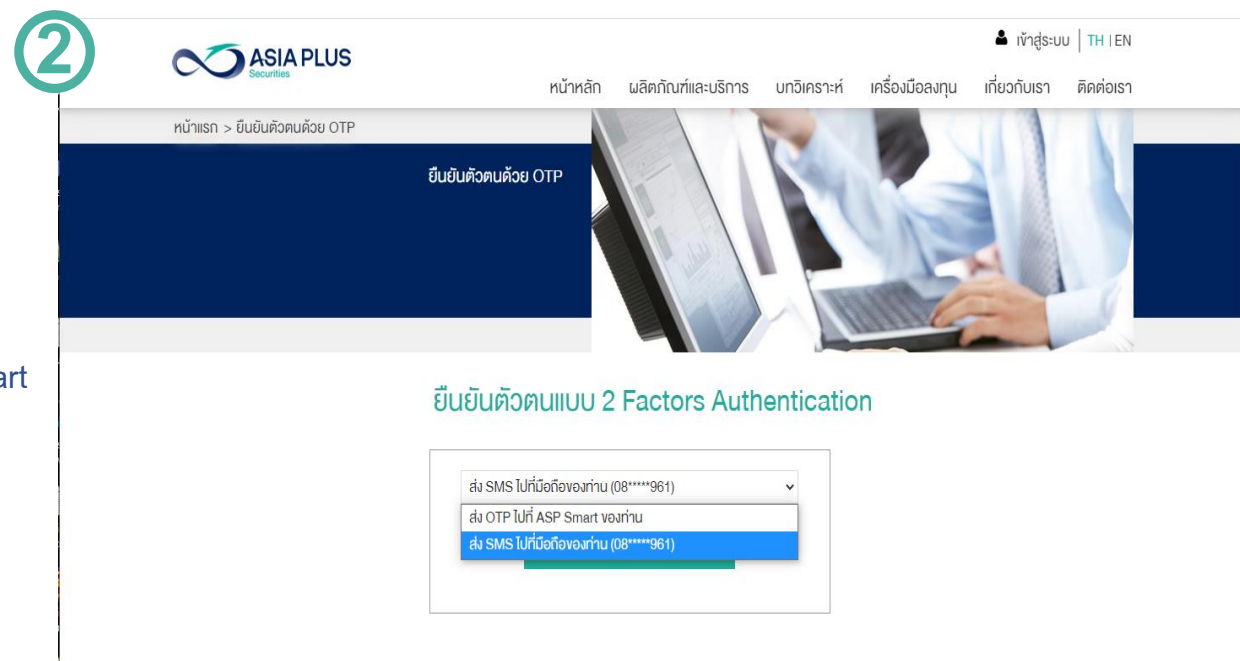 2
ASIA PLUS
Securities
เข้าสู่ระบบ | TH | EN
หน้าหลัก ผลิตภัณฑ์และบริการ บทวิเคราะห์ เครื่องมือลงทุน เกี่ยวกับเรา ติดต่อเรา
หน้าแรก > ยืนยันตัวตนด้วย OTP
ยืนยันตัวตนด้วย OTP
art
ยืนยันตัวตนแบบ 2 Factors Authentication
ส่ง SMS ไปที่มือถือของท่าน (08*****961)
ส่ง OTP ไปที่ ASP Smart ของท่าน
ส่ง SMS ไปที่มือถือของท่าน (08*****961)